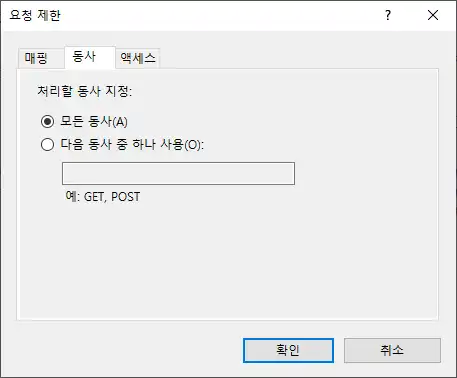 요청 제한
?
매핑
동사
액세스
처리할 동사 지정:
모든 동사(A)
다음 동사 중 하나 사용(O):
예: GET, POST
확인
취소